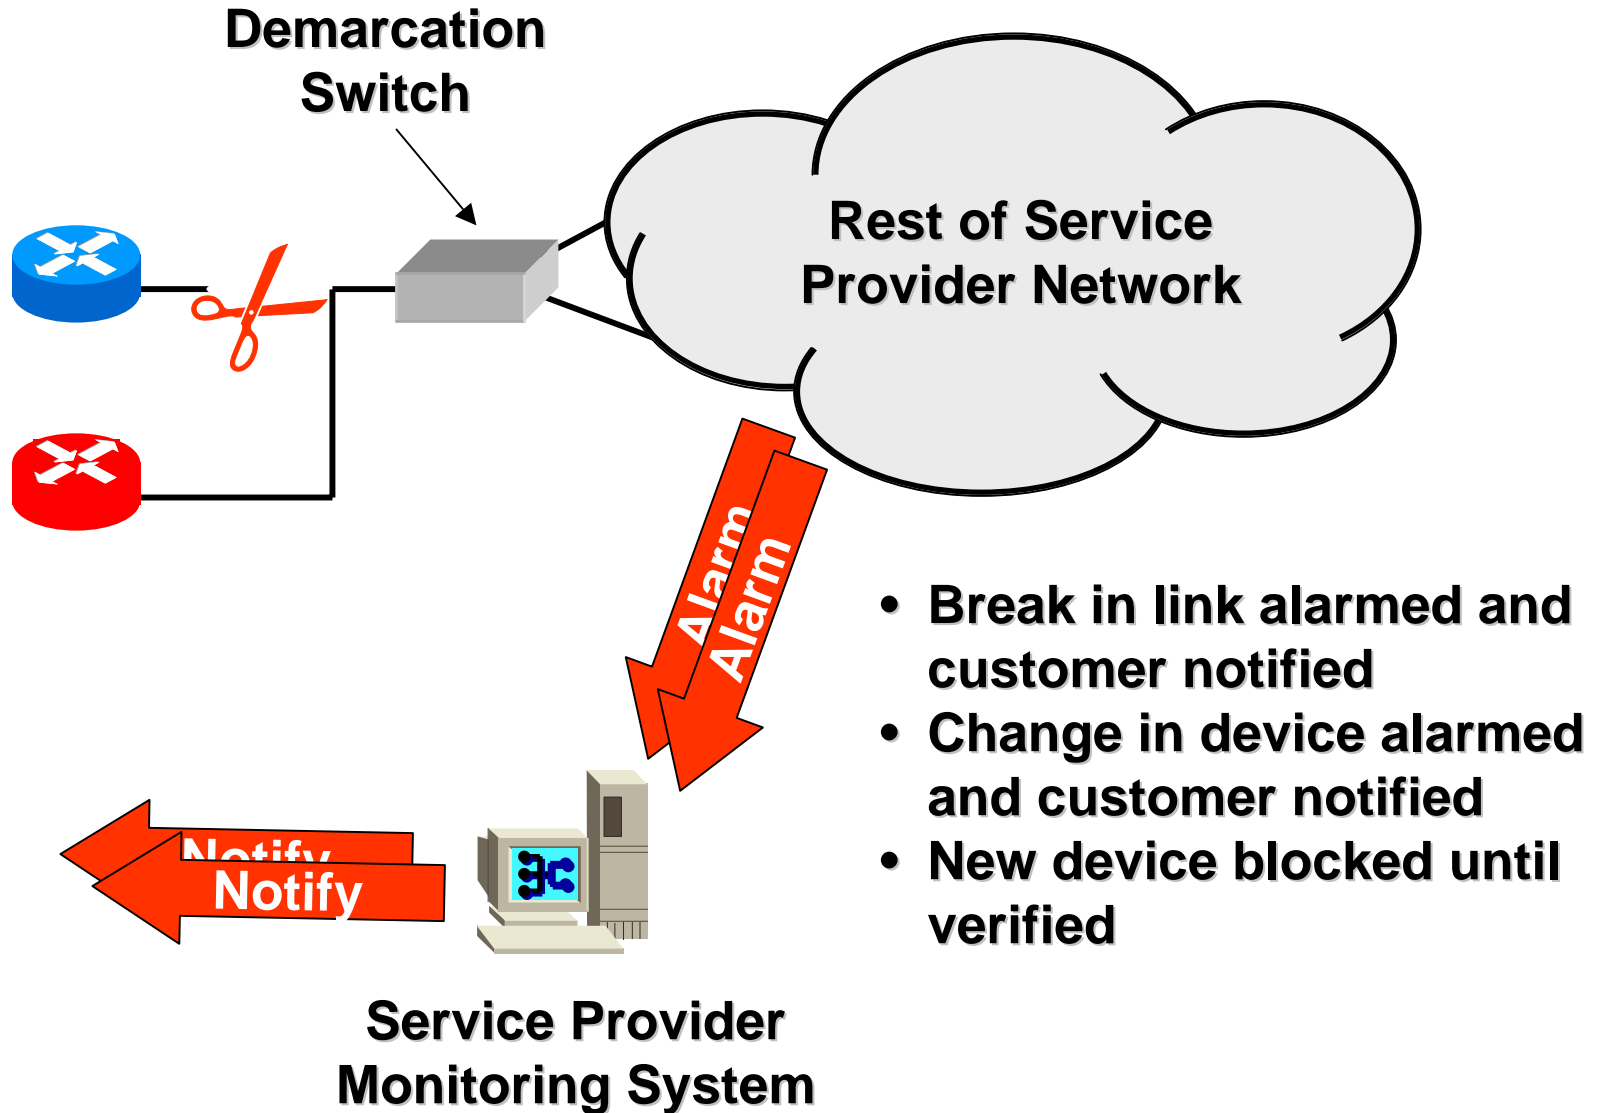 Demarcation
Switch
Rest of Service
Provider Network
Alarm
Alarm
• Break in link alarmed and
customer notified
• Change in device alarmed
and customer notified
• New device blocked until
verified
Notify
Notify
Service Provider
Monitoring System